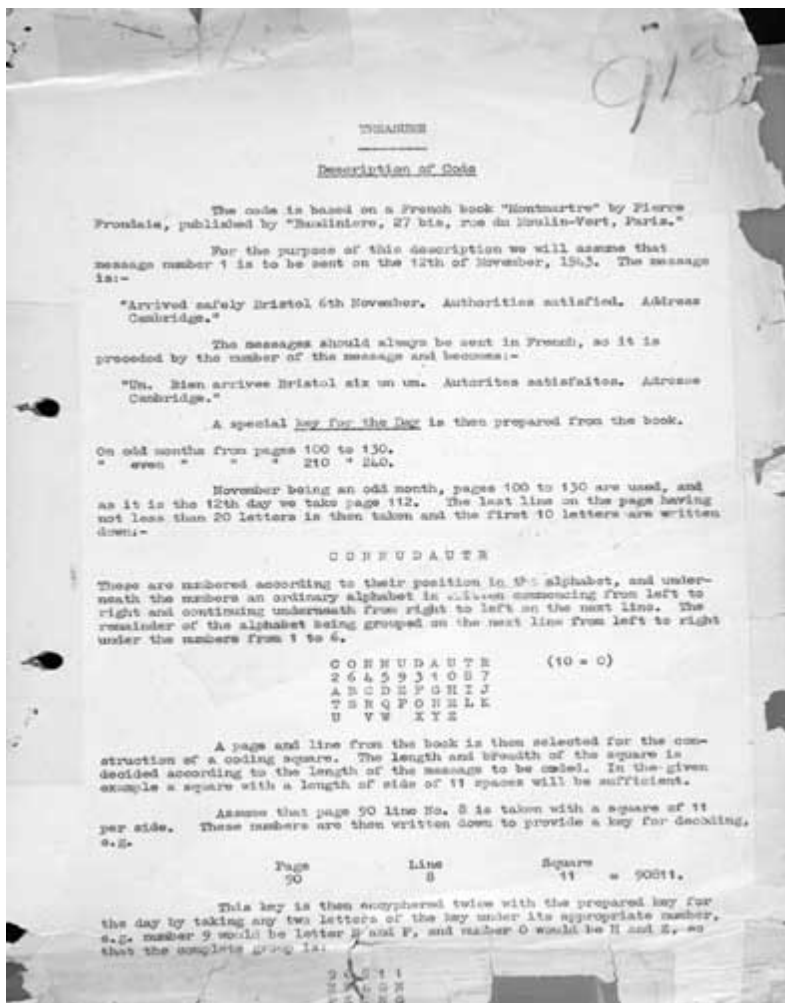 TREASURE
Description of Code
The code is based on a French book "Montmartre" by Pierre
Frondaie, published by "Baudiniere, 27 bis, rue du Moulin-Vert, Paris."
For the purpose of this description we will assume that
message number 1 is to be sent on the 12th of November, 1943. The message
is:-
"Arrived safely Bristol 6th November. Authorities satisfied. Address
Cambridge."
The messages should always be sent in French, so it is
preceded by the number of the message and becomes:-
"Un. Bien arrivee Bristol six un un. Autorites satisfaites. Adresse
Cambridge."
A special key for the Day is then prepared from the book.
On odd months from pages 100 to 130.
" even " " " 210 " 240.
November being an odd month, pages 100 to 130 are used, and
as it is the 12th day we take page 112. The last line on the page having
not less than 20 letters is then taken and the first 10 letters are written
down:-
C O N N U D A U T R
These are numbered according to their position in the alphabet, and under-
neath the numbers an ordinary alphabet is written commencing from left to
right and continuing underneath from right to left on the next line. The
remainder of the alphabet being grouped on the next line from left to right
under the numbers from 1 to 6.
C O N N U D A U T R (10 = 0)
2 6 4 5 9 3 1 0 8 7
A B C D E F G H I J
T S R Q P O N M L K
U V W X Y Z
A page and line from the book is then selected for the con-
struction of a coding square. The length and breadth of the square is
decided according to the length of the message to be coded. In the given
example a square with a length of side of 11 spaces will be sufficient.
Assume that page 90 line No. 8 is taken with a square of 11
per side. These numbers are then written down to provide a key for decoding,
e.g.
Page Line Square
90 8 11 = 90811.
This key is then encyphered twice with the prepared key for
the day by taking any two letters of the key under its appropriate number,
e.g. number 9 would be letter and P, and number 0 would be H and so
that the complete group is: